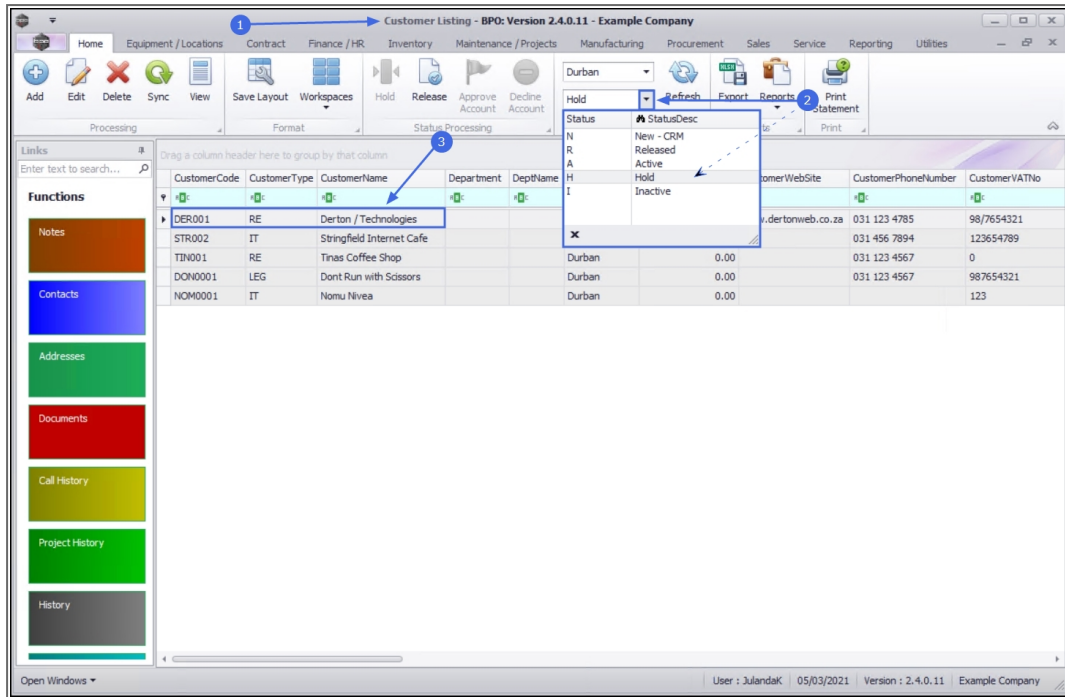 1
Customer Listing - BPO: Version 2.4.0.11 - Example Company
Home Equipment / Locations Contract Finance / HR Inventory Maintenance / Projects Manufacturing Procurement Sales Service Reporting Utilities
Add Edit Delete Sync View Save Layout Workspaces Hold Release Approve Account Decline Account
Durban
Hold
Refresh Export Reports Print Statement
2
Processing Format Status Processing Print
Status StatusDesc
N New - CRM
R Released
A Active
H Hold
I Inactive
3
Links
Enter text to search...
Functions
Notes
Contacts
Addresses
Documents
Call History
Project History
History
Drag a column header here to group by that column
CustomerCode CustomerType CustomerName Department DeptName CustomerPhoneNumber CustomerVATNo
DER001 RE Derton / Technologies 031 123 4785 98/7654321
STR002 IT Stringfield Internet Cafe 031 456 7894 123654789
TIN001 RE Tinas Coffee Shop Durban 0.00 031 123 4567 0
DON0001 LEG Dont Run with Scissors Durban 0.00 031 123 4567 987654321
NOM0001 IT Nomu Nivea Durban 0.00 123
Open Windows User : JulandaK 05/03/2021 Version : 2.4.0.11 Example Company